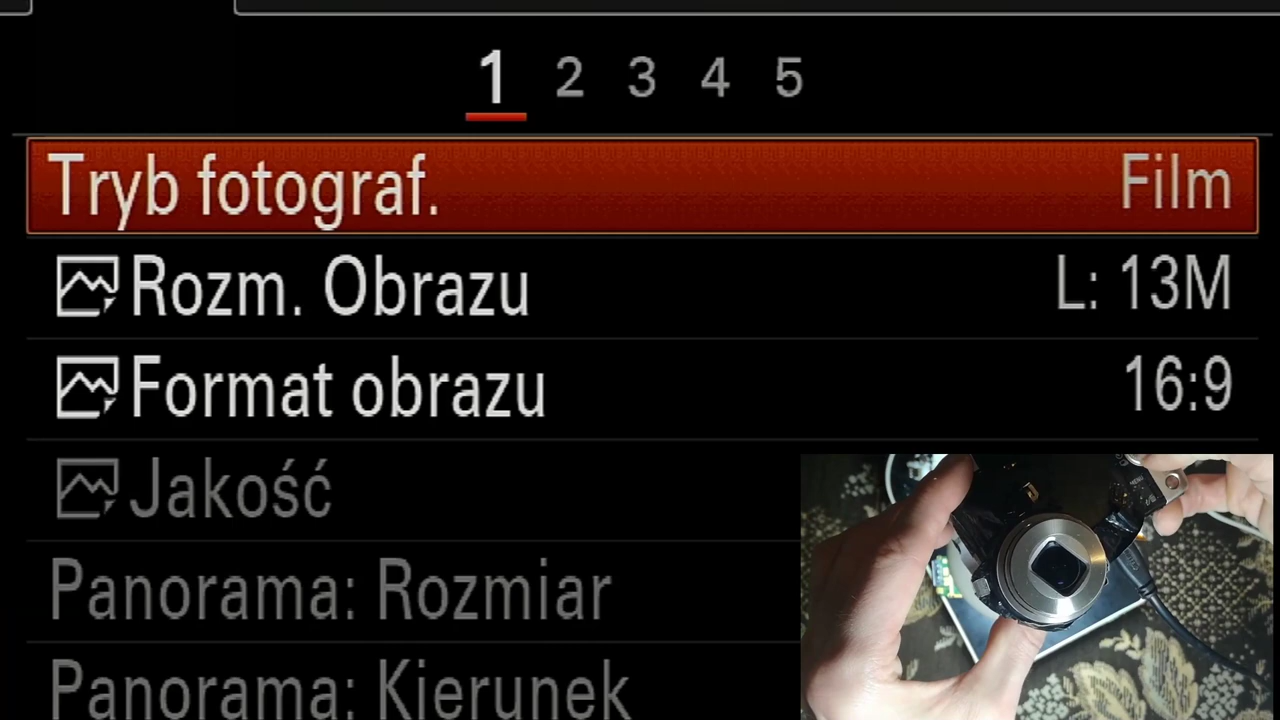 1 2 3 4 5
Tryb fotograf. Film
Rozm. Obrazu L: 13M
Format obrazu 16:9
Jakość
Panorama: Rozmiar
Panorama: Kierunek